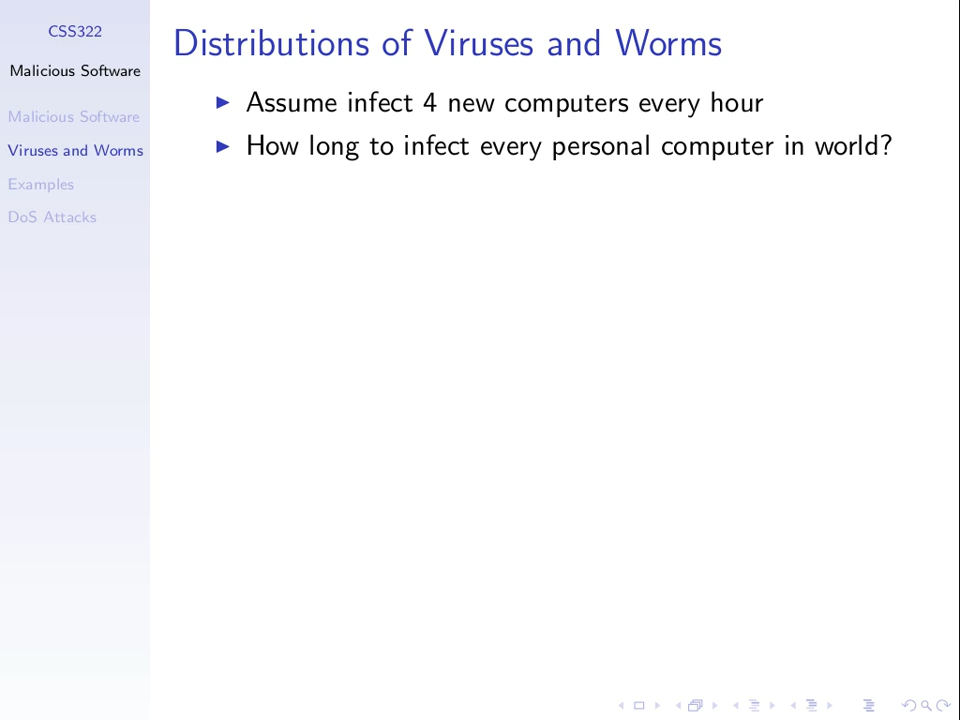 CSS322
Malicious Software
Malicious Software
Viruses and Worms
Examples
DoS Attacks
Distributions of Viruses and Worms
Assume infect 4 new computers every hour
How long to infect every personal computer in world?